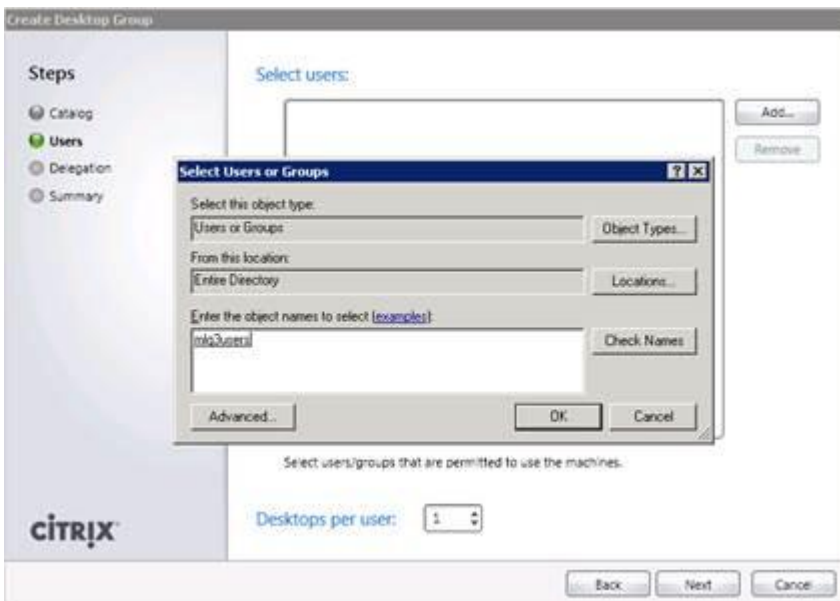 Create Desktop Group
Steps
Catalog
Users
Delegation
Summary
Select users:
Add...
Remove
Select Users or Groups
Select this object type:
Users or Groups
Object Types...
From this location:
Entire Directory
Locations...
Enter the object names to select (examples):
mlq3users
Check Names
Advanced...
OK
Cancel
Select users/groups that are permitted to use the machines.
Desktops per user:
1
CITRIX
Back
Next
Cancel